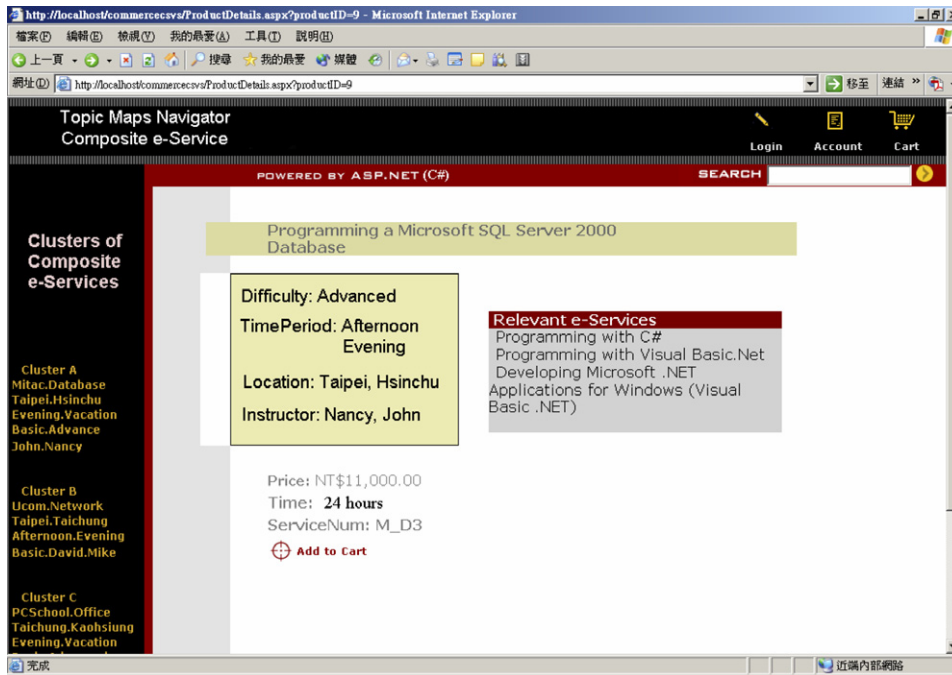 http://localhost/commercecsvs/ProductDetails.aspx?productID=9 - Microsoft Internet Explorer
檔案(F) 編輯(E) 檢視(V) 我的最愛(A) 工具(T) 說明(H)
上一頁 搜尋 我的最愛 媒體
網址(D) http://localhost/commercecsvs/ProductDetails.aspx?productID=9 移至 連結 »
Topic Maps Navigator
Composite e-Service
Login Account Cart
POWERED BY ASP.NET (C#) SEARCH
Clusters of
Composite
e-Services
Cluster A
Mitac.Database
Taipei.Hsinchu
Evening.Vacation
Basic.Advance
John.Nancy
Cluster B
Ucom.Network
Taipei.Taichung
Afternoon.Evening
Basic.David.Mike
Cluster C
PCSchool.Office
Taichung.Kaohsiung
Evening.Vacation
Programming a Microsoft SQL Server 2000
Database
Difficulty: Advanced
TimePeriod: Afternoon
Evening
Location: Taipei, Hsinchu
Instructor: Nancy, John
Relevant e-Services
Programming with C#
Programming with Visual Basic.Net
Developing Microsoft .NET
Applications for Windows (Visual
Basic .NET)
Price: NT$11,000.00
Time: 24 hours
ServiceNum: M_D3
Add to Cart
完成 近端內部網路